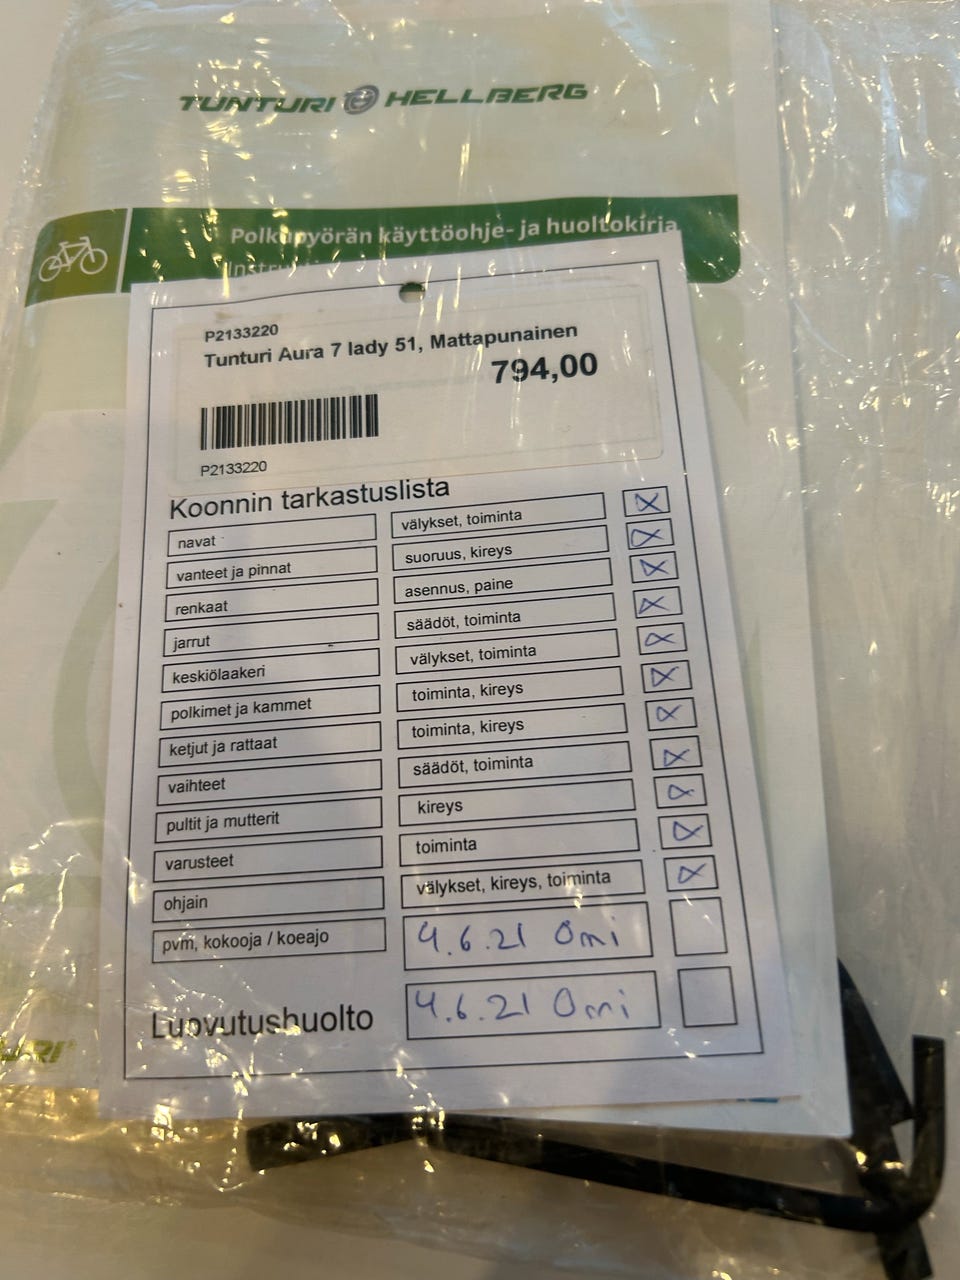 TUNTURI HELLBERG
Polkupyörän käyttöohje- ja huoltokirja
P2133220
Tunturi Aura 7 lady 51, Mattapunainen
794,00
P2133220
Koonnin tarkastuslista
navat välykset, toiminta
vanteet ja pinnat suoruus, kireys
renkaat asennus, paine
jarrut säädöt, toiminta
keskiölaakeri välykset, toiminta
polkimet ja kammet toiminta, kireys
ketjut ja rattaat toiminta, kireys
vaihteet säädöt, toiminta
pultit ja mutterit kireys
varusteet toiminta
ohjain välykset, kireys, toiminta
pvm, kokooja / koeajo 4.6.21 Omi
Luovutushuolto 4.6.21 Omi